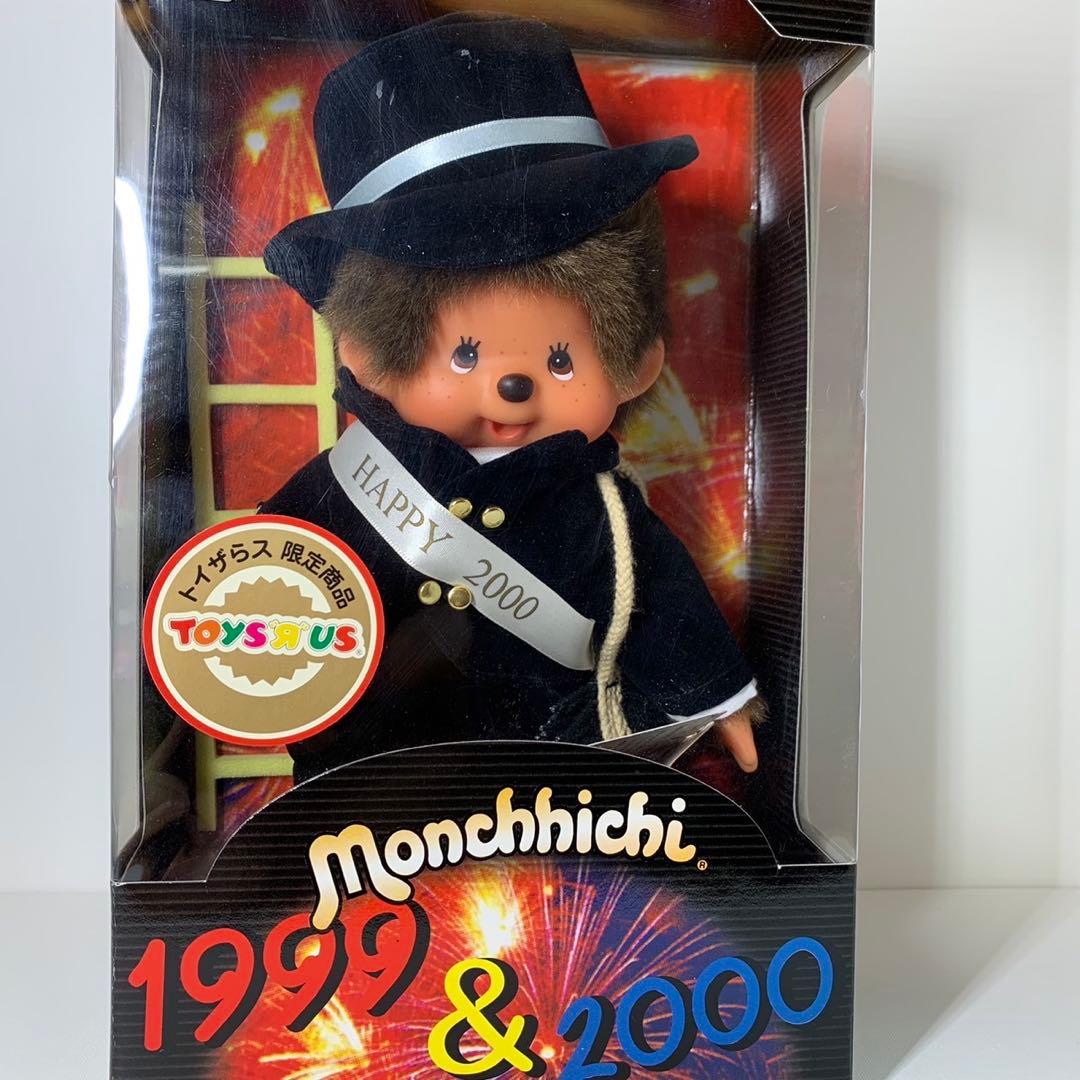 HAPPY 2000
トイザらス 限定商品
TOYS "R" US®
Monchhichi®
1999
& 2000